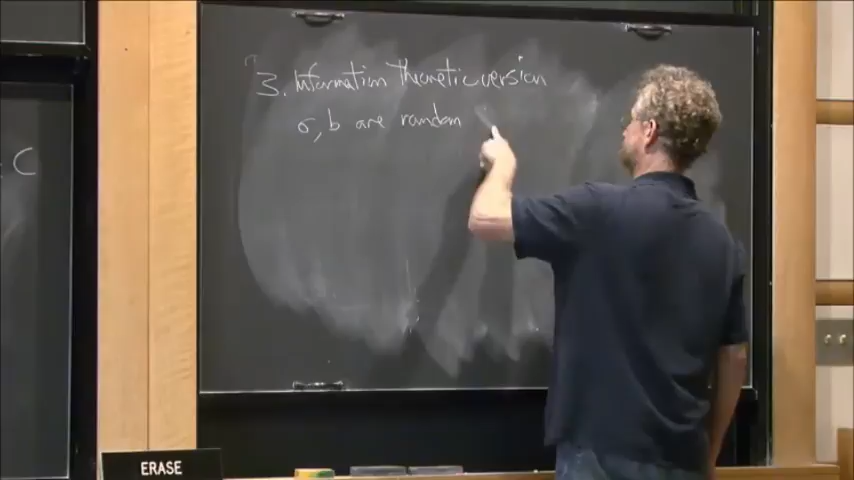 3. Information Theoretic version
σ, b are random
C
ERASE